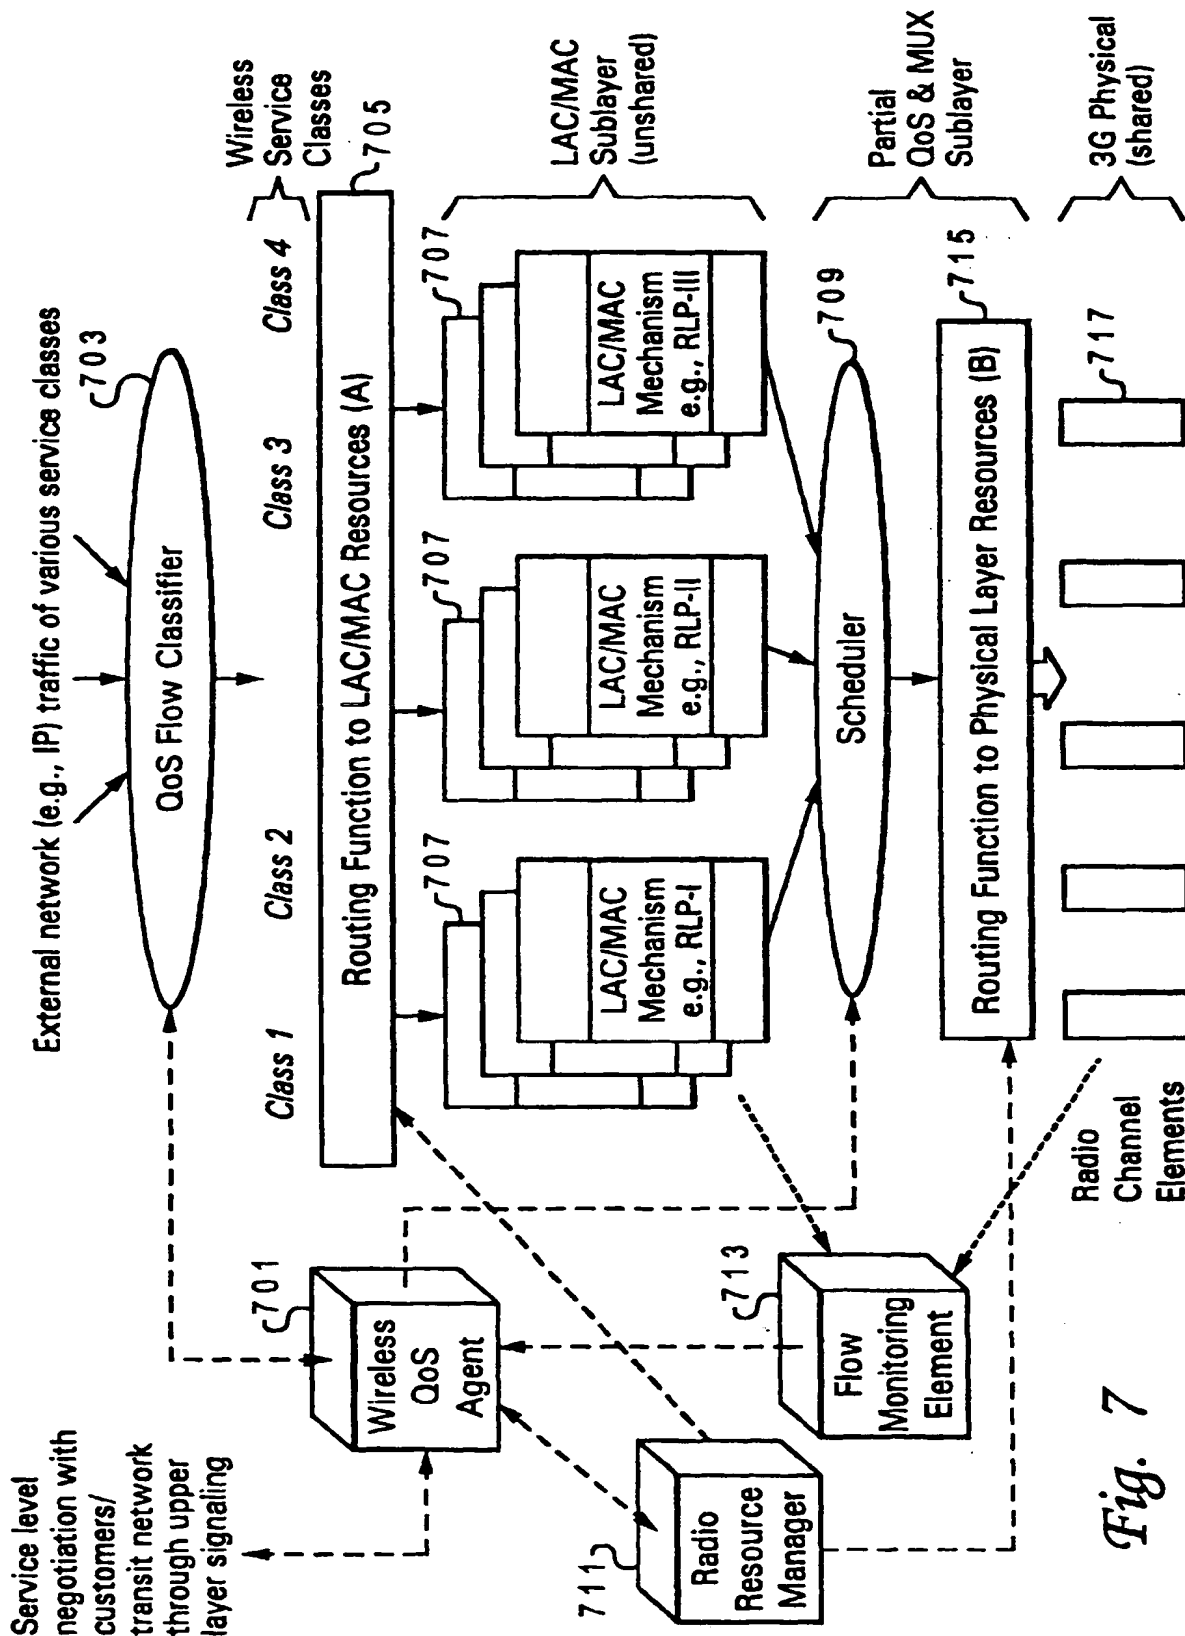 Service level
negotiation with
customers/
transit network
through upper
layer signaling
External network (e.g., IP) traffic of various service classes
703
QoS Flow Classifier
Wireless
Service
Classes
Class 1
Class 2
Class 3
Class 4
701
Wireless
QoS
Agent
Routing Function to LAC/MAC Resources (A)
705
707
707
707
LAC/MAC
Mechanism
e.g., RLP-I
LAC/MAC
Mechanism
e.g., RLP-II
LAC/MAC
Mechanism
e.g., RLP-III
LAC/MAC
Sublayer
(unshared)
711
Radio
Resource
Manager
713
Flow
Monitoring
Element
Scheduler
709
Partial
QoS & MUX
Sublayer
Routing Function to Physical Layer Resources (B)
715
Radio
Channel
Elements
717
3G Physical
(shared)
Fig. 7